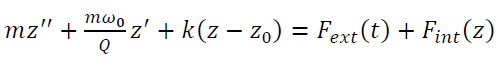 mz'' + \frac{mω_0}{Q} z' + k(z − z_0) = F_{ext}(t) + F_{int}(z)